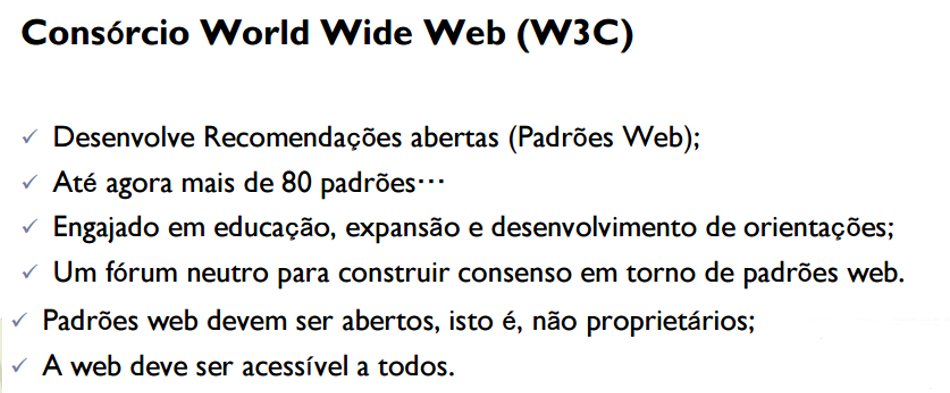 Consórcio World Wide Web (W3C)
✓ Desenvolve Recomendações abertas (Padrões Web);
✓ Até agora mais de 80 padrões···
✓ Engajado em educação, expansão e desenvolvimento de orientações;
✓ Um fórum neutro para construir consenso em torno de padrões web.
✓ Padrões web devem ser abertos, isto é, não proprietários;
✓ A web deve ser acessível a todos.